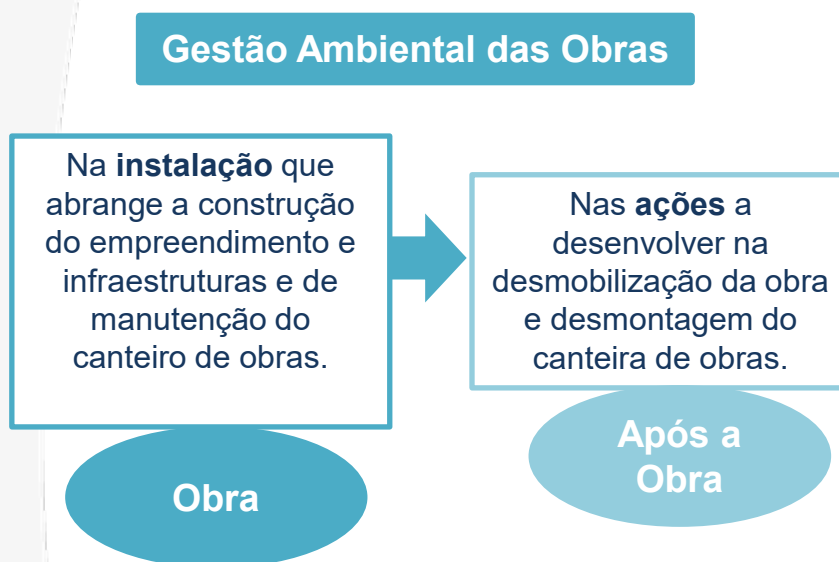 Gestão Ambiental das Obras
Na instalação que
abrange a construção
do empreendimento e
infraestruturas e de
manutenção do
canteiro de obras.
Obra
Nas ações a
desenvolver na
desmobilização da obra
e desmontagem do
canteira de obras.
Após a
Obra